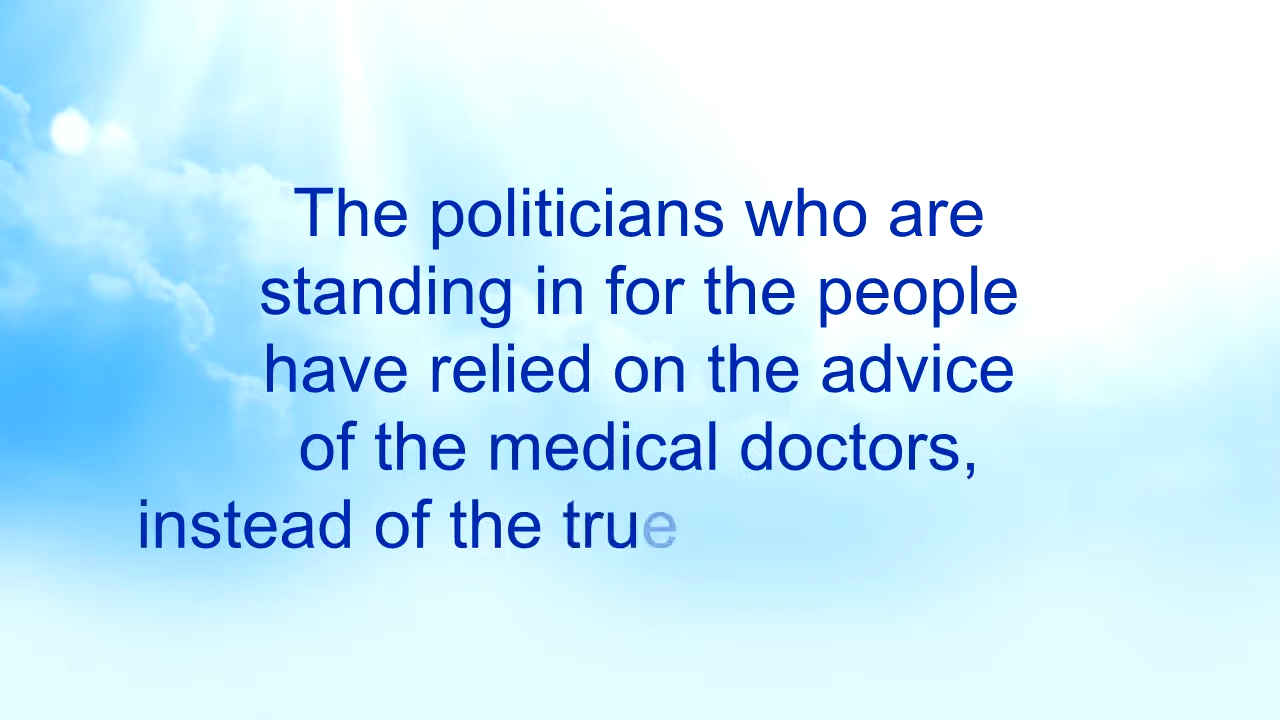 The politicians who are
standing in for the people
have relied on the advice
of the medical doctors,
instead of the true